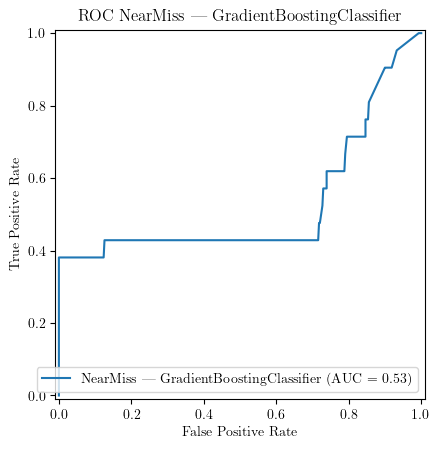 ROC NearMiss — GradientBoostingClassifier
True Positive Rate
1.0
0.8
0.6
0.4
0.2
0.0
NearMiss — GradientBoostingClassifier (AUC = 0.53)
0.0 0.2 0.4 0.6 0.8 1.0
False Positive Rate